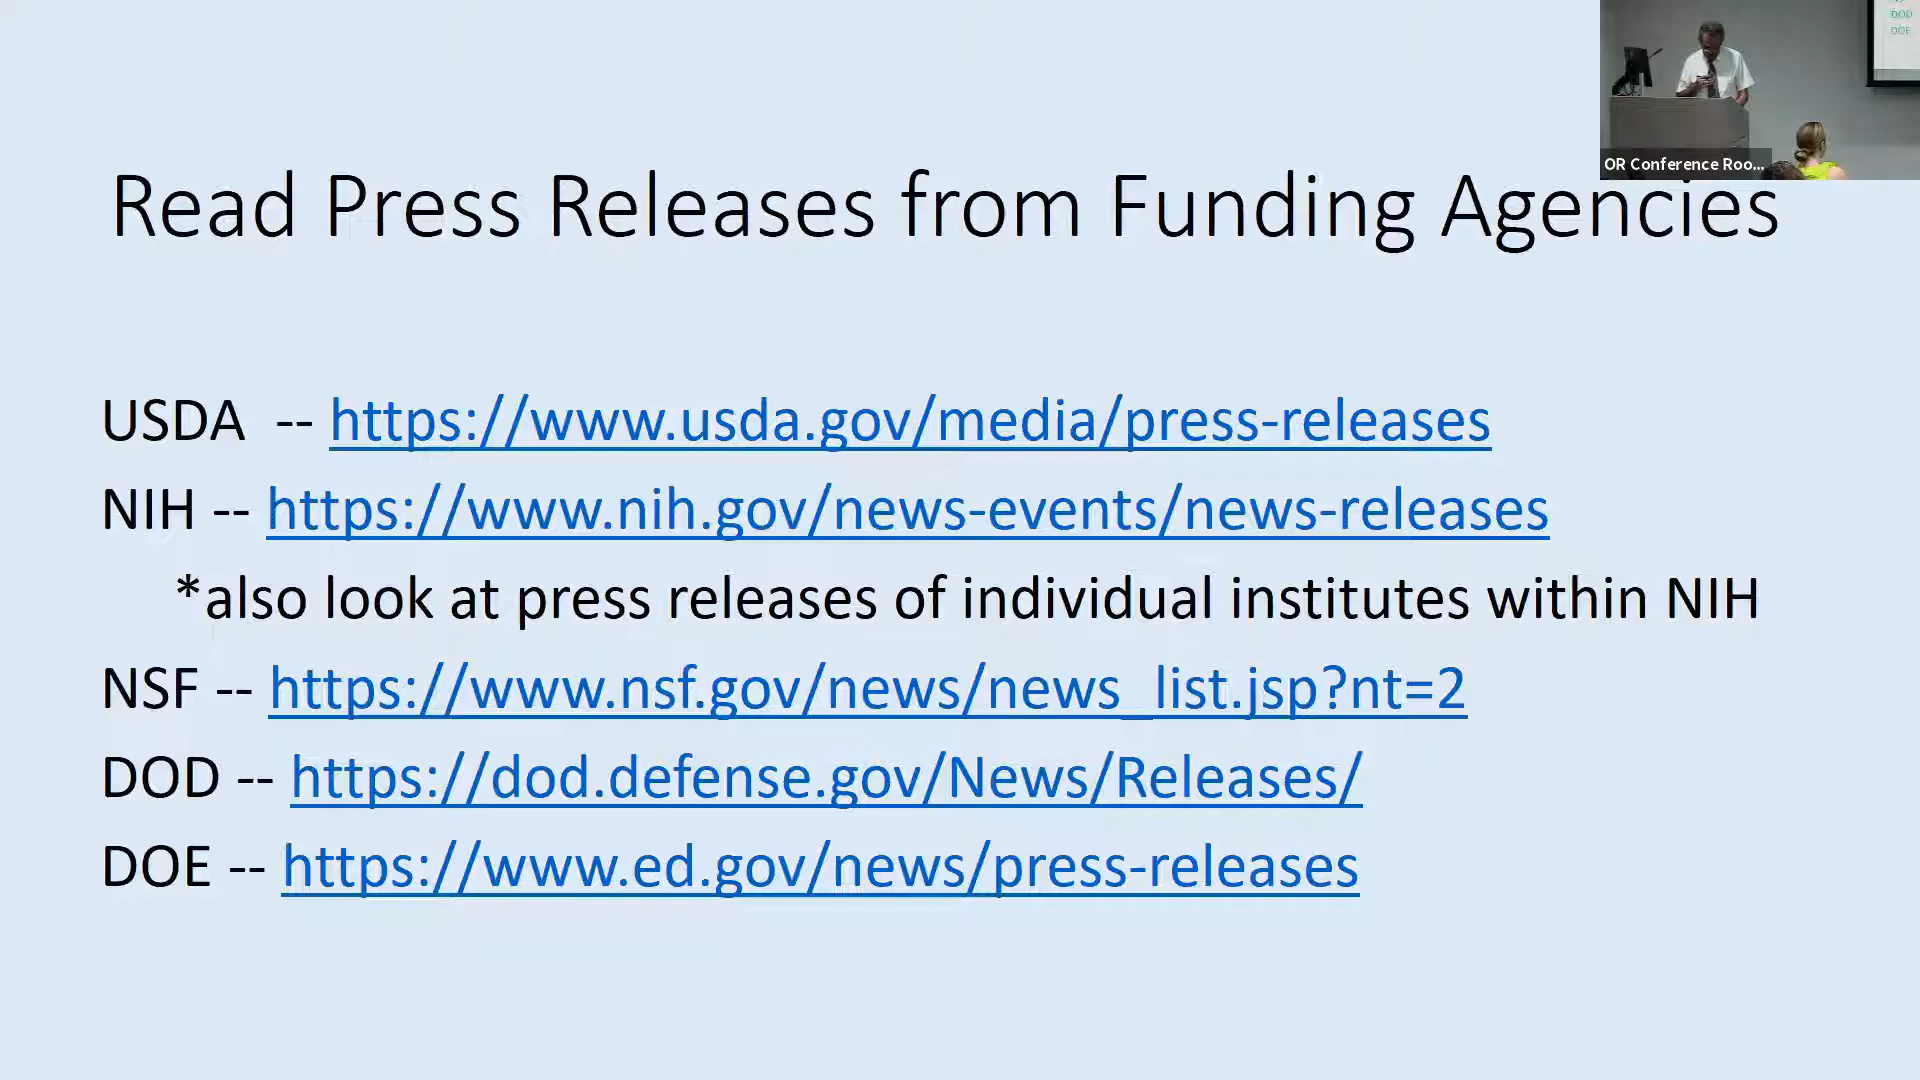 DOD
DOE
OR Conference Roo...
Read Press Releases from Funding Agencies
USDA -- https://www.usda.gov/media/press-releases
NIH -- https://www.nih.gov/news-events/news-releases
*also look at press releases of individual institutes within NIH
NSF -- https://www.nsf.gov/news/news_list.jsp?nt=2
DOD -- https://dod.defense.gov/News/Releases/
DOE -- https://www.ed.gov/news/press-releases